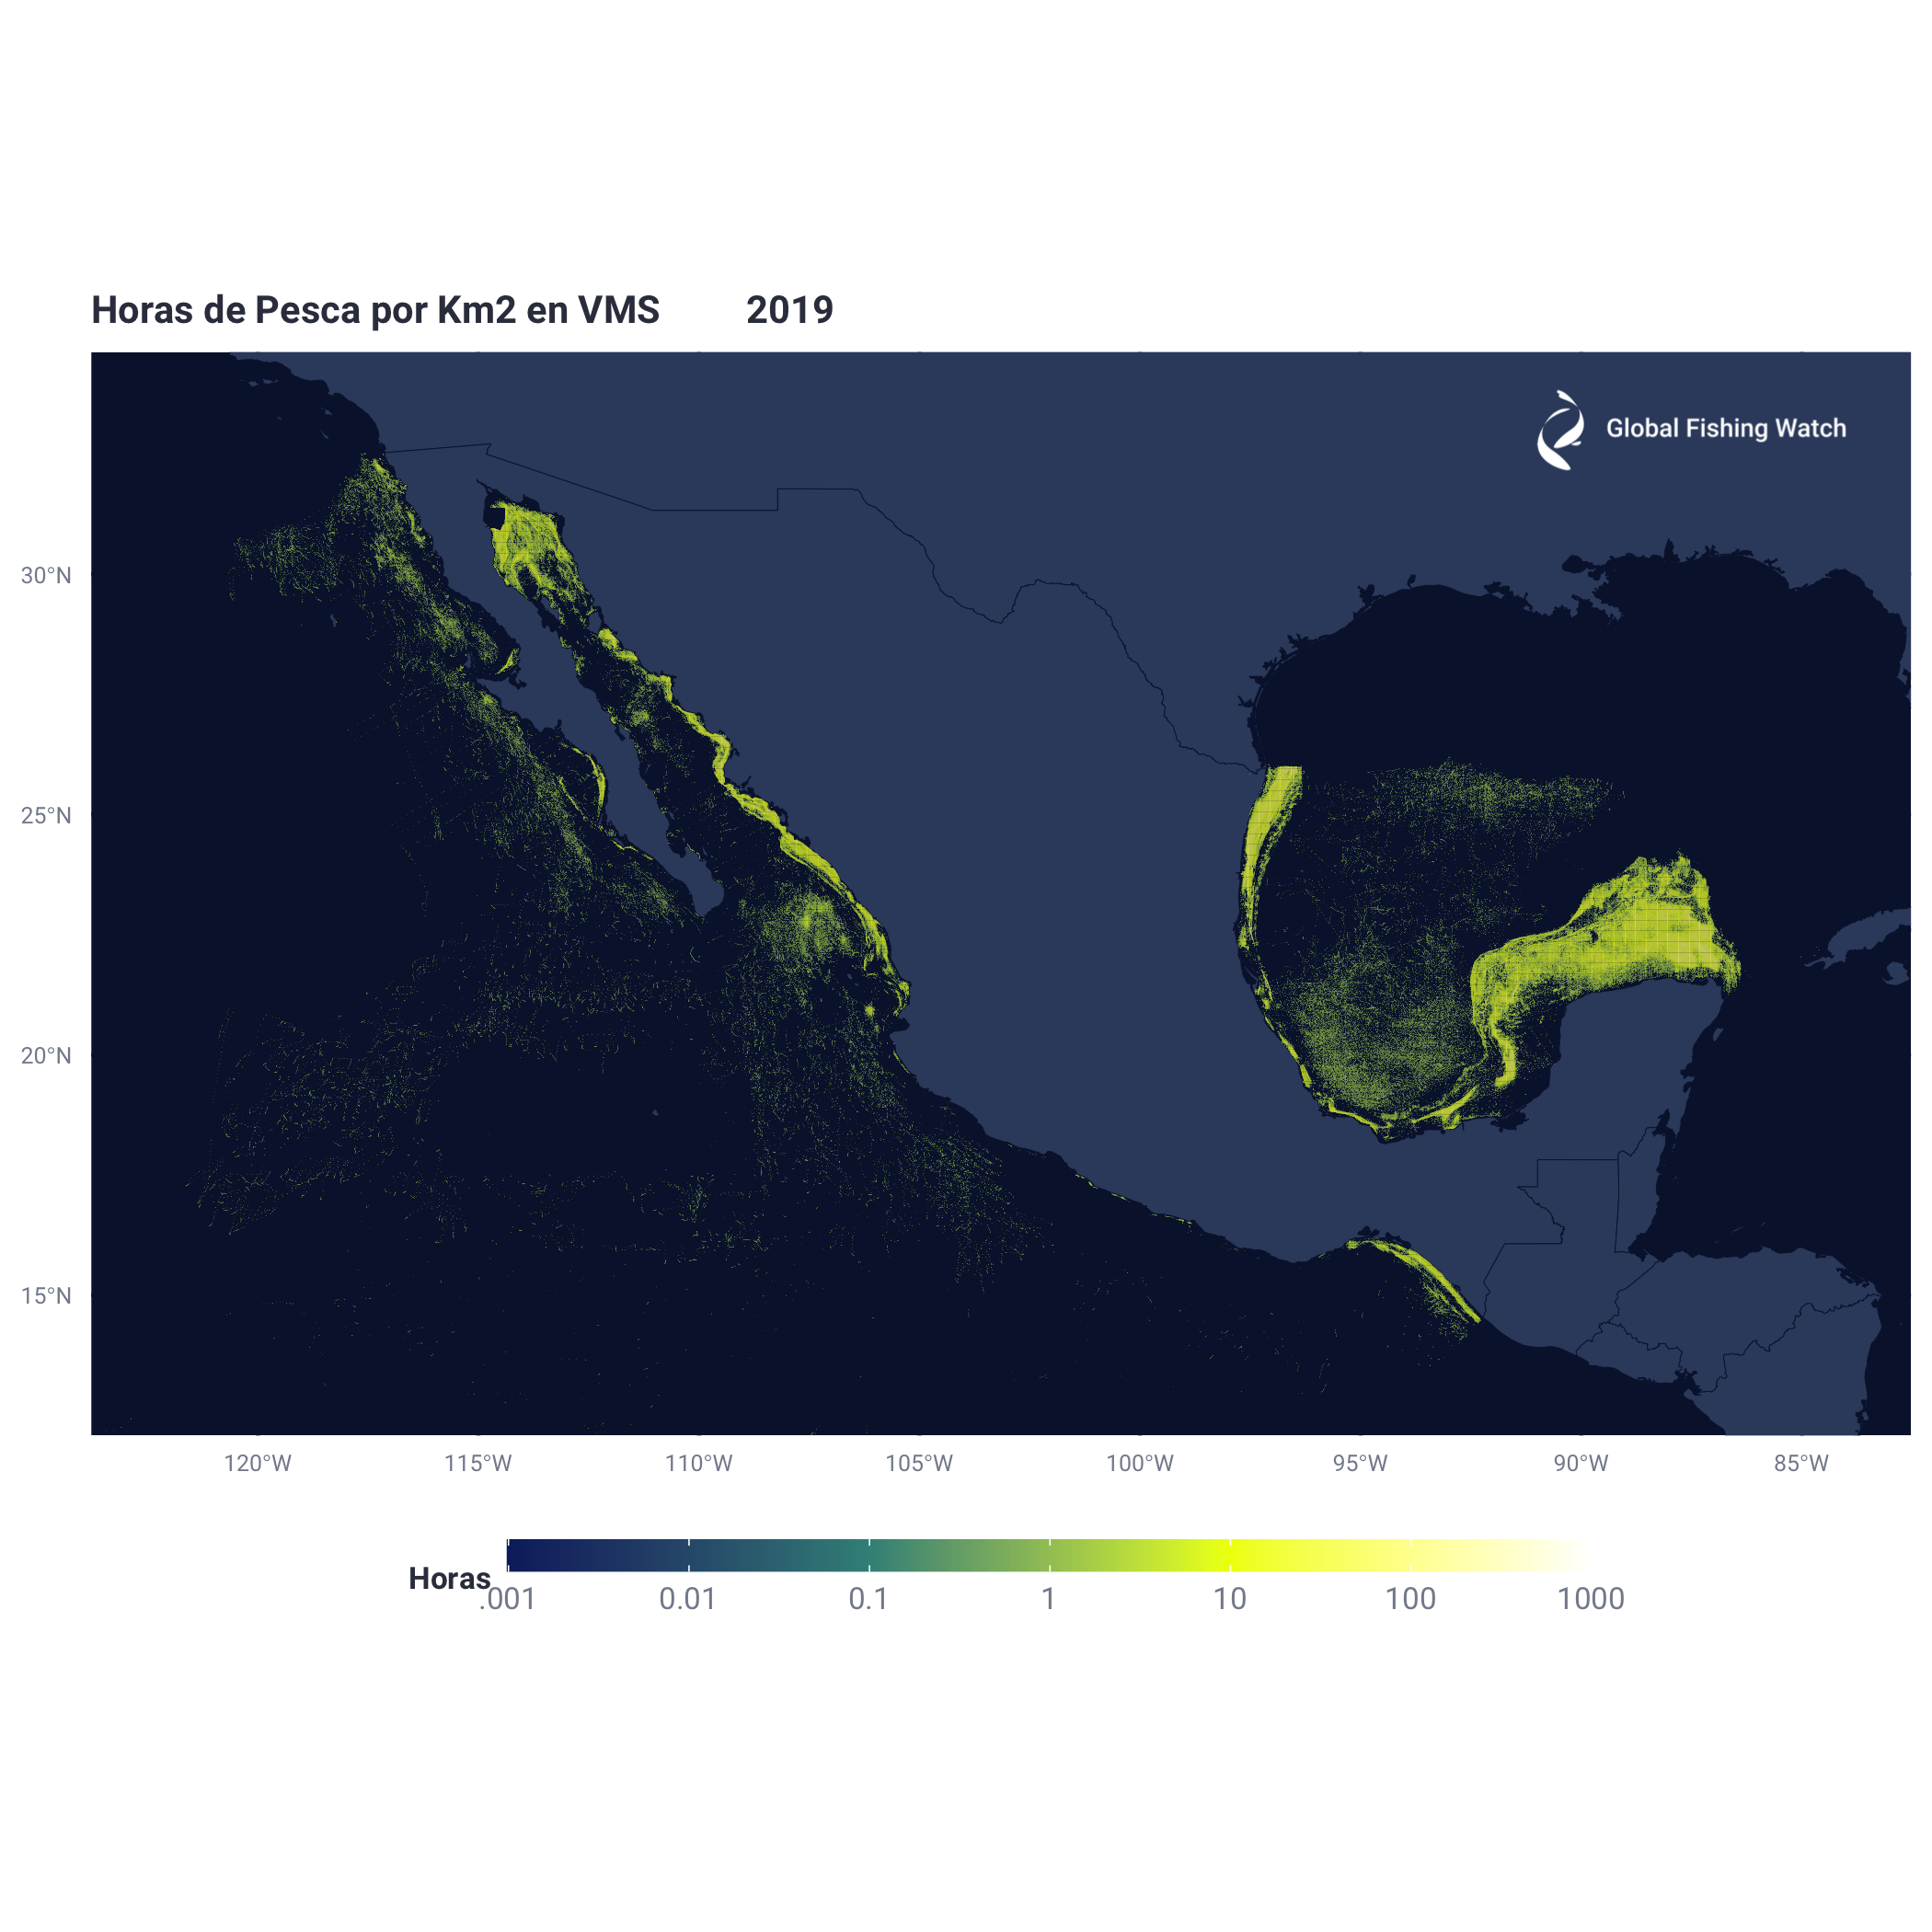 Horas de Pesca por Km2 en VMS 2019
Global Fishing Watch
30°N
25°N
20°N
15°N
120°W 115°W 110°W 105°W 100°W 95°W 90°W 85°W
Horas
.001 0.01 0.1 1 10 100 1000